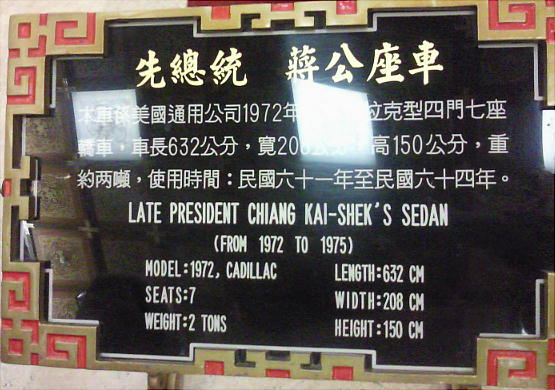 先總統 蔣公座車
本車係美國通用公司1972年 拉克型四門七座
轎車，車長632公分，寬208公分，高150公分，重
約两噸，使用時間：民國六十一年至民國六十四年。
LATE PRESIDENT CHIANG KAI-SHEK'S SEDAN
(FROM 1972 TO 1975)
MODEL:1972, CADILLAC LENGTH:632 CM
SEATS:7 WIDTH:208 CM
WEIGHT:2 TONS HEIGHT:150 CM